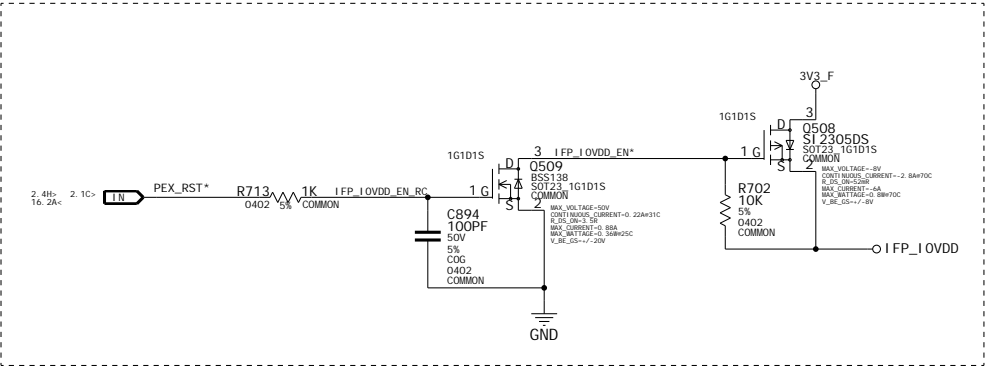 3V3_F
3
1G1D1S
D
Q508
SI2305DS
SOT23_1G1D1S
COMMON
1 G
S
2
MAX_VOLTAGE=-8V
CONTINUOUS_CURRENT=-2.8A@70C
R_DS_ON=52mR
MAX_CURRENT=-6A
MAX_WATTAGE=0.8W@70C
V_BE_GS=+/-8V
1G1D1S
D
3
IFP_IOVDD_EN*
Q509
BSS138
SOT23_1G1D1S
COMMON
1 G
S
2
MAX_VOLTAGE=50V
CONTINUOUS_CURRENT=0.22A@31C
R_DS_ON=3.5R
MAX_CURRENT=0.88A
MAX_WATTAGE=0.36W@25C
V_BE_GS=+/-20V
2.4H> 2.1C>
16.2A<
IN
PEX_RST*
R713
1K
0402
5%
COMMON
IFP_IOVDD_EN_RC
R702
10K
5%
0402
COMMON
C894
100PF
50V
5%
COG
0402
COMMON
IFP_IOVDD
GND